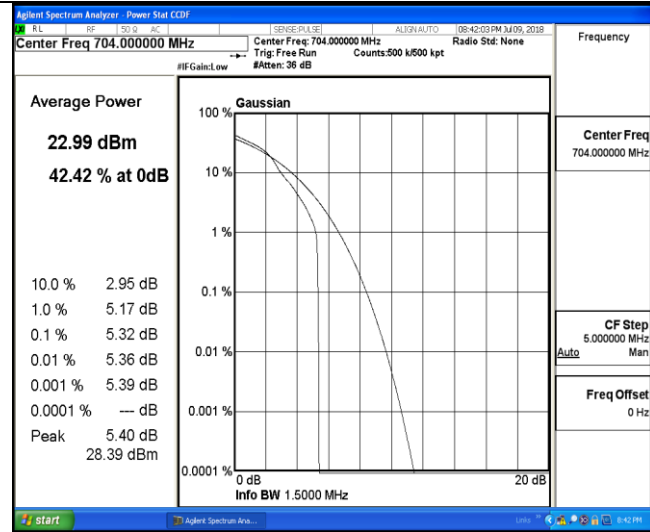 Agilent Spectrum Analyzer - Power Stat CCDF
RL RF 50 Ω AC SENSE:PULSE ALIGN AUTO 08:42:03 PM Jul 09, 2018
Center Freq 704.000000 MHz
Center Freq: 704.000000 MHz
Radio Std: None
Trig: Free Run Counts:500 k/500 kpt
#IFGain:Low #Atten: 36 dB
Frequency
Average Power
22.99 dBm
42.42 % at 0dB
10.0 % 2.95 dB
1.0 % 5.17 dB
0.1 % 5.32 dB
0.01 % 5.36 dB
0.001 % 5.39 dB
0.0001 % --- dB
Peak 5.40 dB
28.39 dBm
Gaussian
100 %
10 %
1 %
0.1 %
0.01 %
0.001 %
0.0001 %
0 dB 20 dB
Info BW 1.5000 MHz
Center Freq
704.000000 MHz
CF Step
5.000000 MHz
Auto Man
Freq Offset
0 Hz
start
Agilent Spectrum Ana...
Links
8:42 PM